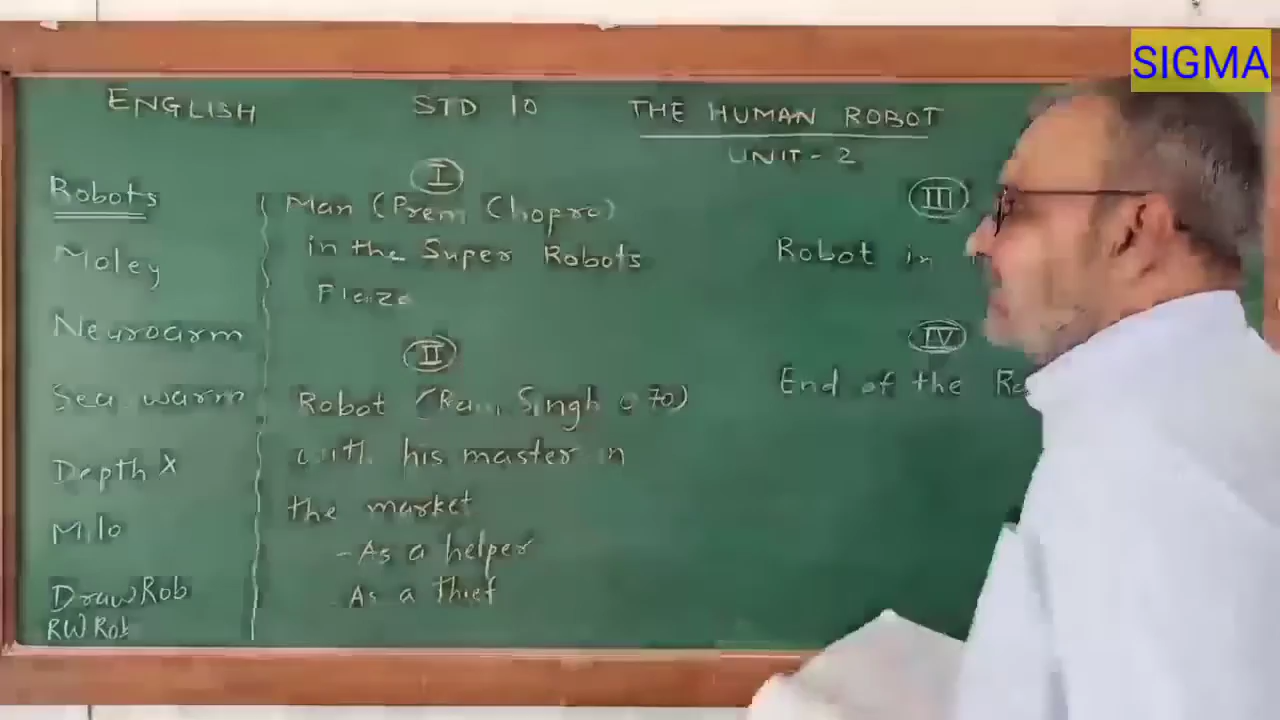 SIGMA
ENGLISH STD 10 THE HUMAN ROBOT
UNIT - 2
Robots
Moley
Neuroarm
Sea warm
Depth X
Milo
Draw Rob
RW Rob
I
Man (Prem Chopra)
in the Super Robots
Plaza
II
Robot (Ram Singh 070)
with his master in
the market
- As a helper
As a thief
III
Robot in
IV
End of the